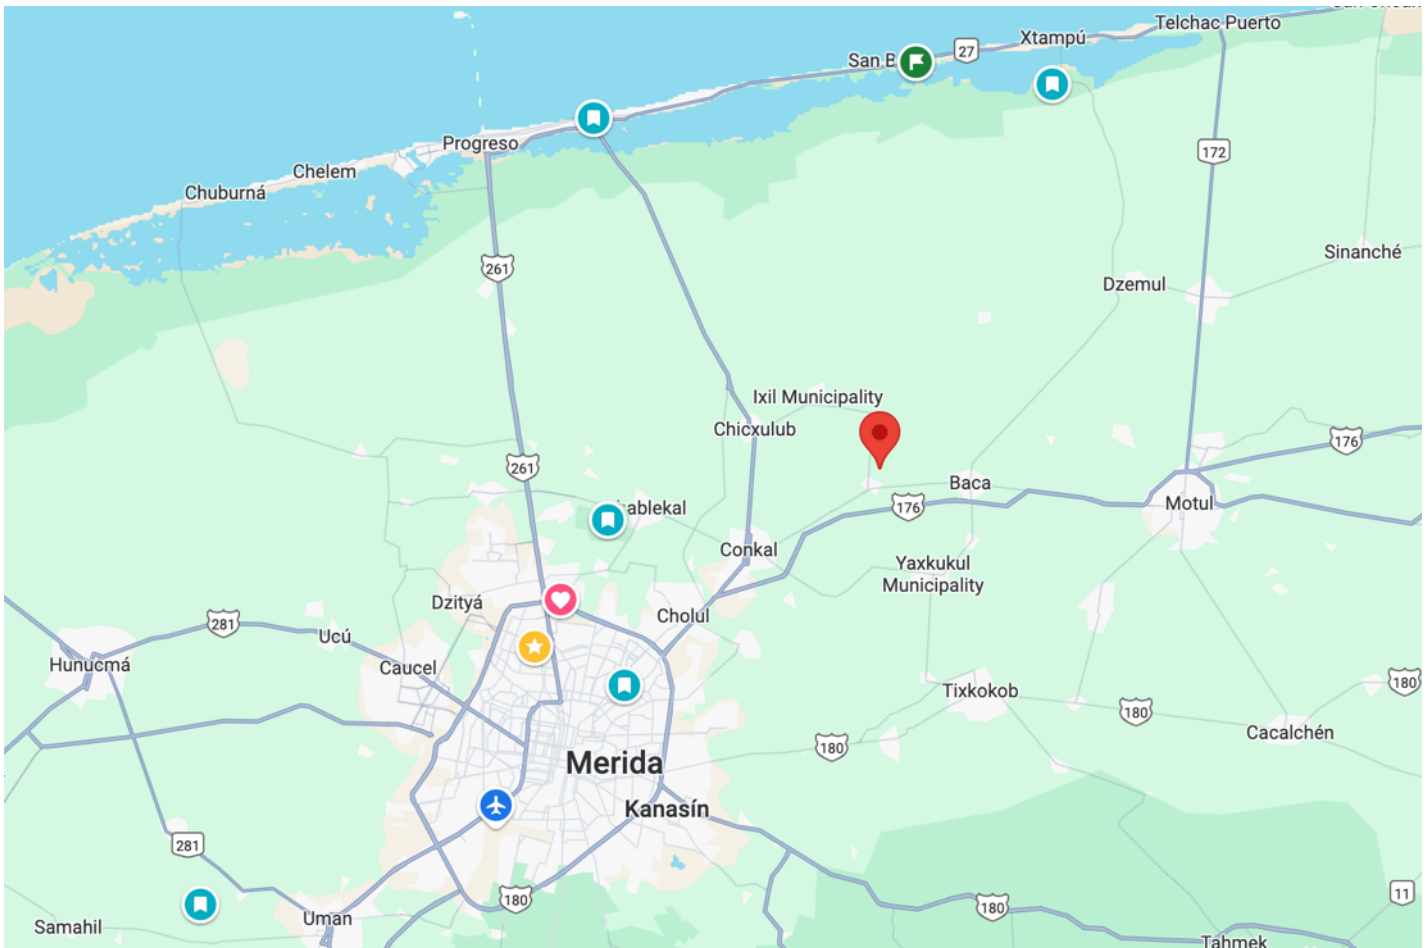 Telchac Puerto
Xtampú
27
San B
Progreso
Chelem
Chuburná
172
Sinanché
261
Dzemul
Ixil Municipality
Chicxulub
176
261
Baca
176
Motul
ablekal
Conkal
Yaxkukul
Municipality
Dzityá
Cholul
281
Ucú
Hunucmá
Caucel
180
Tixkokob
180
Cacalchén
180
Merida
Kanasín
281
11
180
180
Uman
Samahil
Tahmek